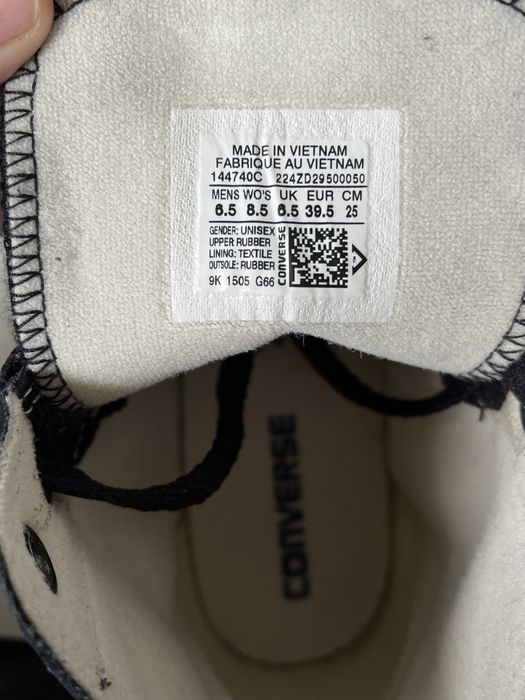 MADE IN VIETNAM
FABRIQUE AU VIETNAM
144740C 224ZD29500050
MENS WO'S UK EUR CM
6.5 8.5 6.5 39.5 25
GENDER: UNISEX
UPPER RUBBER
LINING: TEXTILE
OUTSOLE: RUBBER
CONVERSE
9K 1505 G66
CONVERSE